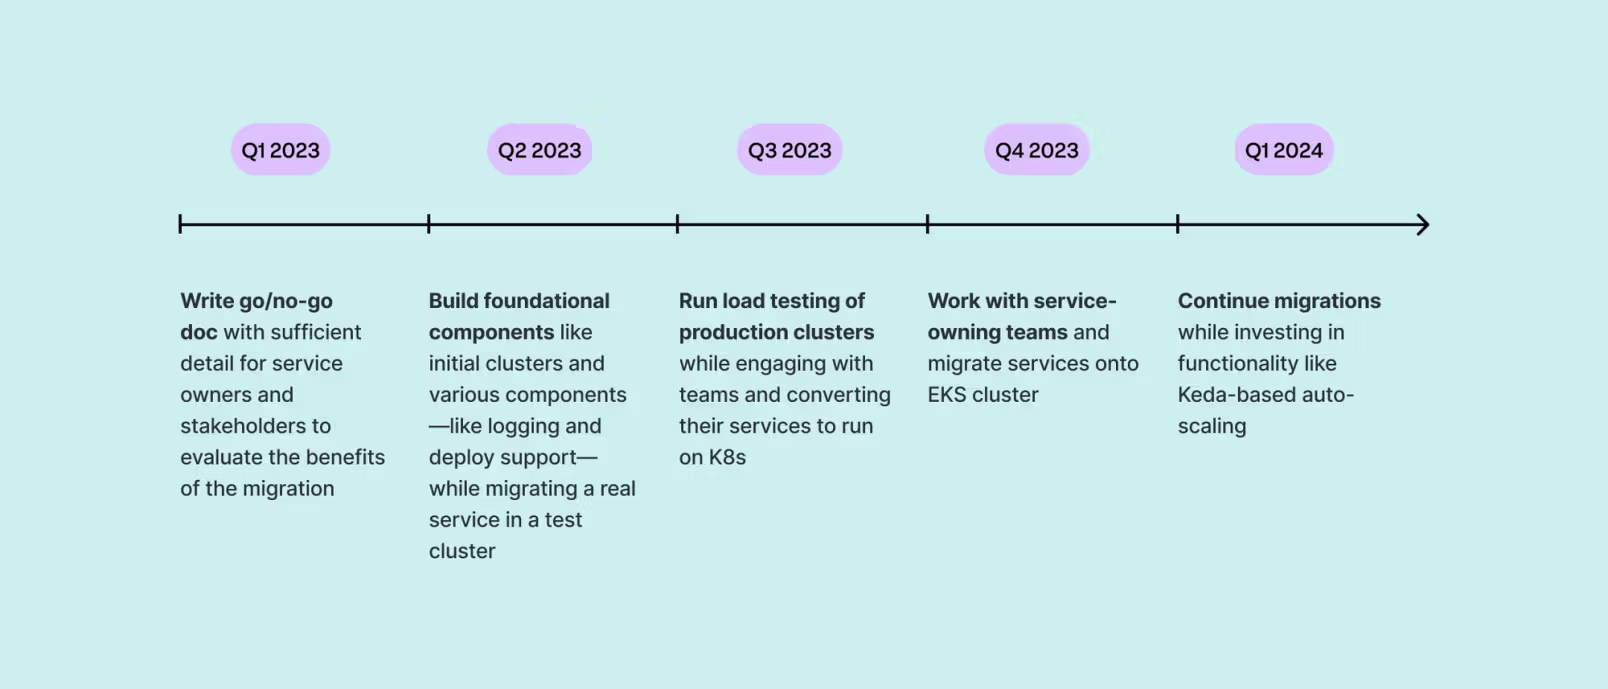 Q1 2023
Q2 2023
Q3 2023
Q4 2023
Q1 2024
Write go/no-go
doc with sufficient
detail for service
owners and
stakeholders to
evaluate the benefits
of the migration
Build foundational
components like
initial clusters and
various components
—like logging and
deploy support—
while migrating a real
service in a test
cluster
Run load testing of
production clusters
while engaging with
teams and converting
their services to run
on K8s
Work with service-
owning teams and
migrate services onto
EKS cluster
Continue migrations
while investing in
functionality like
Keda-based auto-
scaling